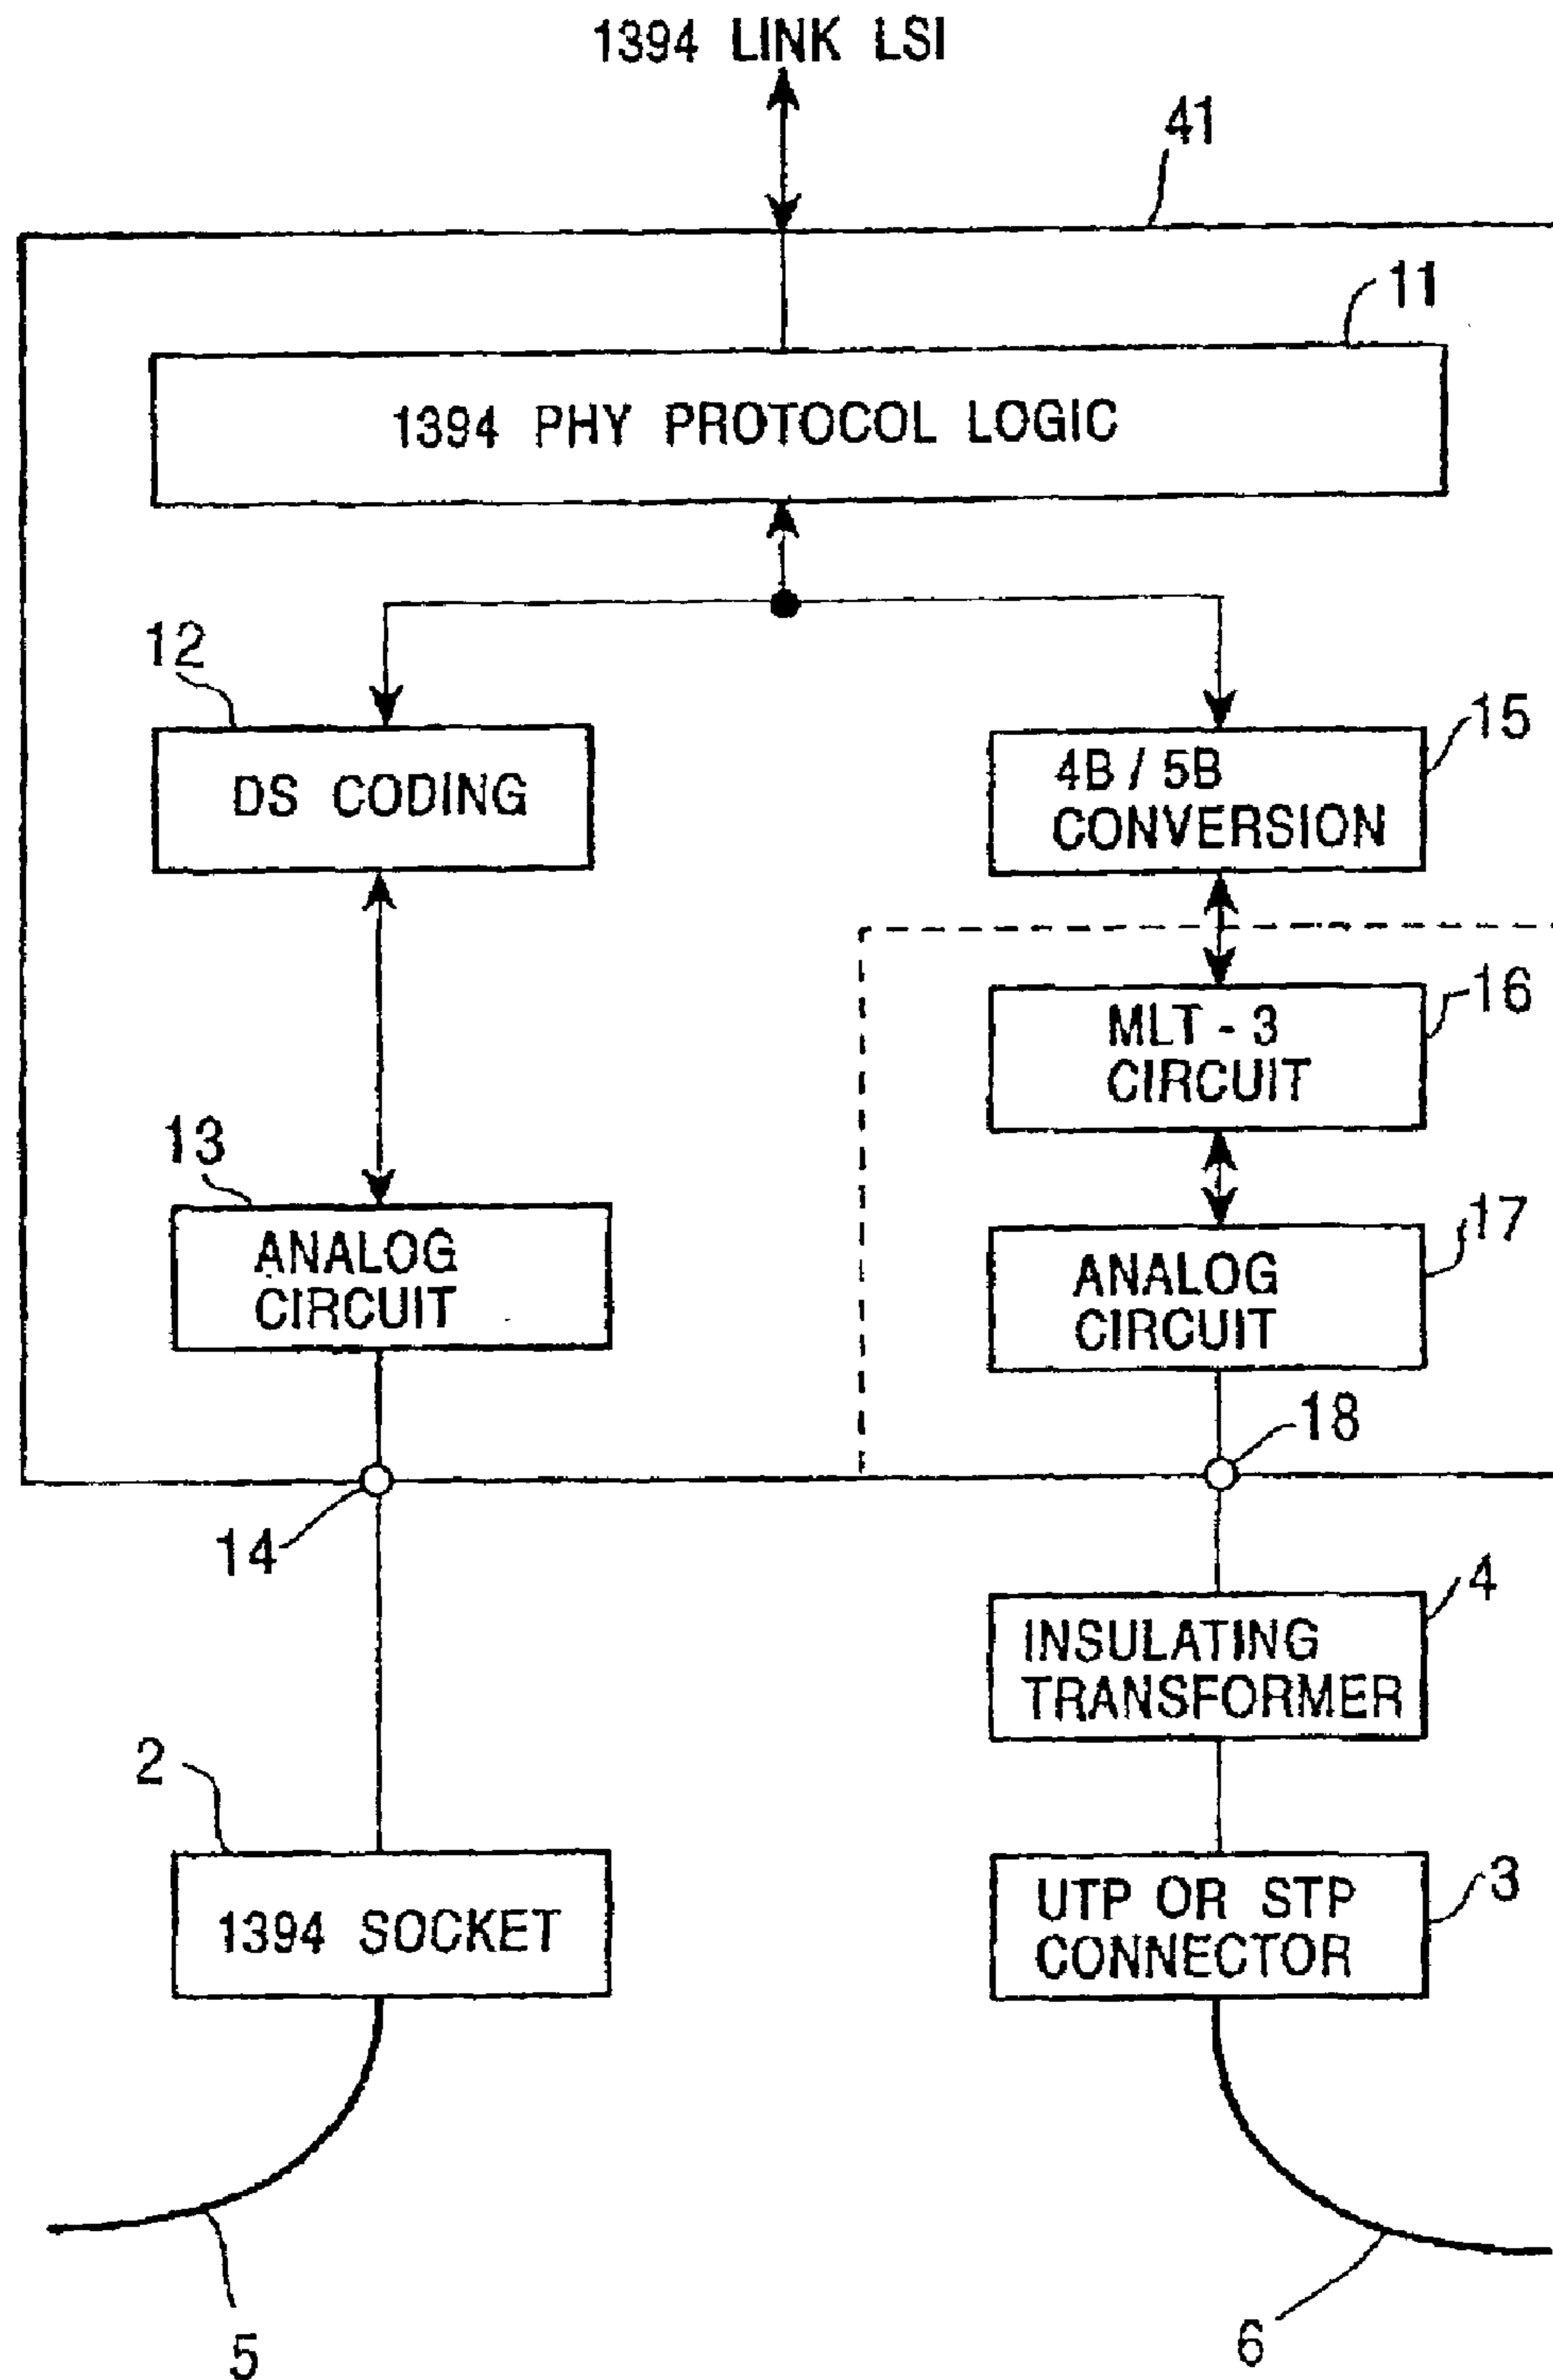 1394 LINK LSI
41
11
1394 PHY PROTOCOL LOGIC
12
DS CODING
15
4B / 5B
CONVERSION
16
MLT - 3
CIRCUIT
13
ANALOG
CIRCUIT
17
ANALOG
CIRCUIT
14
18
4
INSULATING
TRANSFORMER
2
1394 SOCKET
3
UTP OR STP
CONNECTOR
5
6